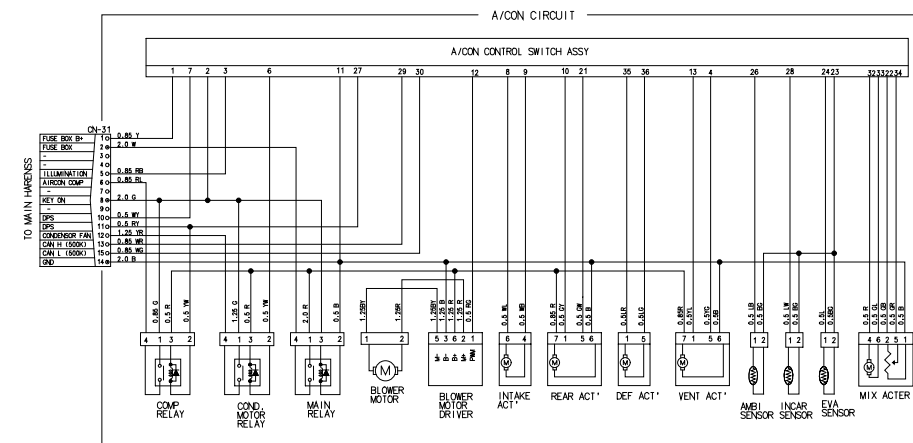 A/CON CIRCUIT
A/CON CONTROL SWITCH ASSY
1 7 2 3 6 11 27 29 30 12 8 9 10 21 35 36 13 4 26 28 24 23 32 33 22 34
TO MAIN HARENSS
CN-31
FUSE BOX B+ 1 0.85 Y
FUSE BOX 2 2.0 W
- 3
- 4
ILLUMINATION 5 0.85 RB
AIRCON COMP 6 0.85 RL
- 7
KEY ON 8 2.0 G
- 9
DPS 10 0.5 WY
DPS 11 0.5 RY
CONDENSOR FAN 12 1.25 YR
CAN H (500K) 13 0.85 WR
CAN L (500K) 15 0.85 WG
GND 14 2.0 B
0.85 G 0.5 R 0.5 YW
1.25 G 0.5 R 0.5 YW
2.0 R 0.5 B
1.25BY 1.25R
1.25BY 1.25 B 1.25 R 1.25 R 0.5 RG
0.5 WL 0.5 WB
0.85 R 0.5 GY 0.5 GW 0.5 B
0.5LR 0.5LG
0.85R 0.5YL 0.5YG 0.5B
0.5 LB 0.5 BG
0.5 LW 0.5 BG
0.5L 0.5BG
0.5 R 0.5 GL 0.5 GB 0.5 GR 0.5 B
4 1 3 2
4 1 3 2
4 1 3 2
1 2
5 3 6 2 1
M- B- B+ M+ PWM
6 4
7 1 5 6
1 5
7 1 5 6
1 2
1 2
1 2
4 6 2 5 1
M
M
M
M
M
M
COMP RELAY
COND, MOTOR RELAY
MAIN RELAY
BLOWER MOTOR
BLOWER MOTOR DRIVER
INTAKE ACT'
REAR ACT'
DEF ACT'
VENT ACT'
AMBI SENSOR
INCAR SENSOR
EVA SENSOR
MIX ACTER